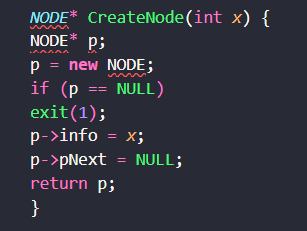 NODE* CreateNode(int x) {
NODE* p;
p = new NODE;
if (p == NULL)
exit(1);
p->info = x;
p->pNext = NULL;
return p;
}